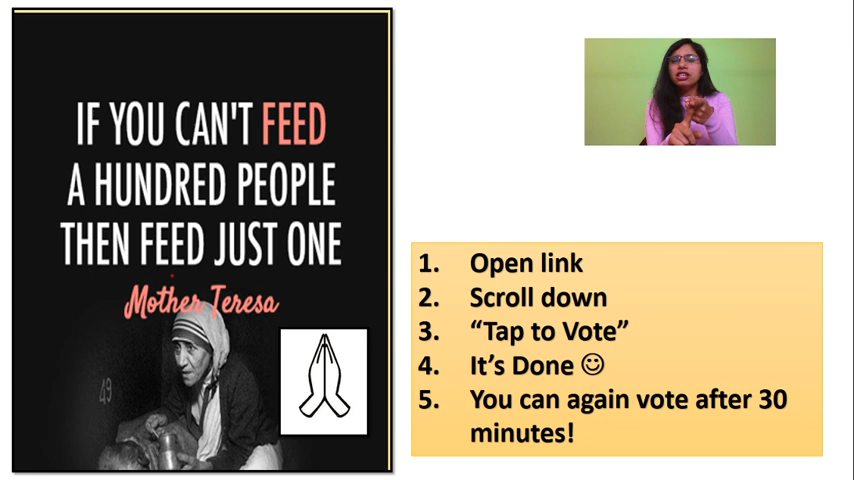 IF YOU CAN'T FEED
A HUNDRED PEOPLE
THEN FEED JUST ONE
Mother Teresa
49
1. Open link
2. Scroll down
3. “Tap to Vote”
4. It’s Done ☺
5. You can again vote after 30
minutes!